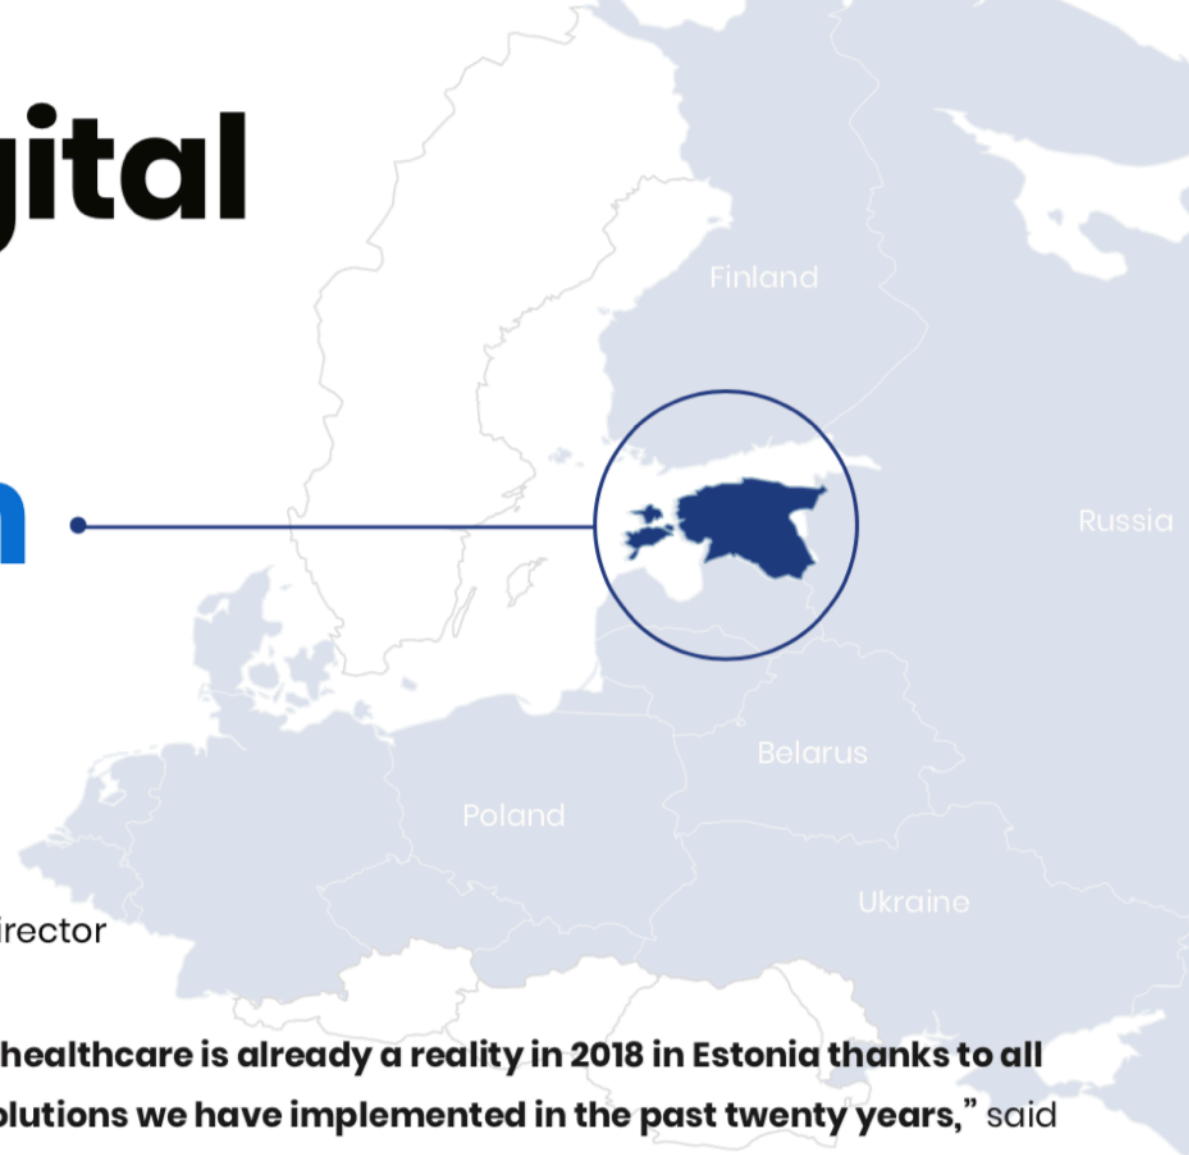 gital
n
Finland
Russia
Belarus
Poland
Ukraine
irector
healthcare is already a reality in 2018 in Estonia thanks to all
olutions we have implemented in the past twenty years,” said